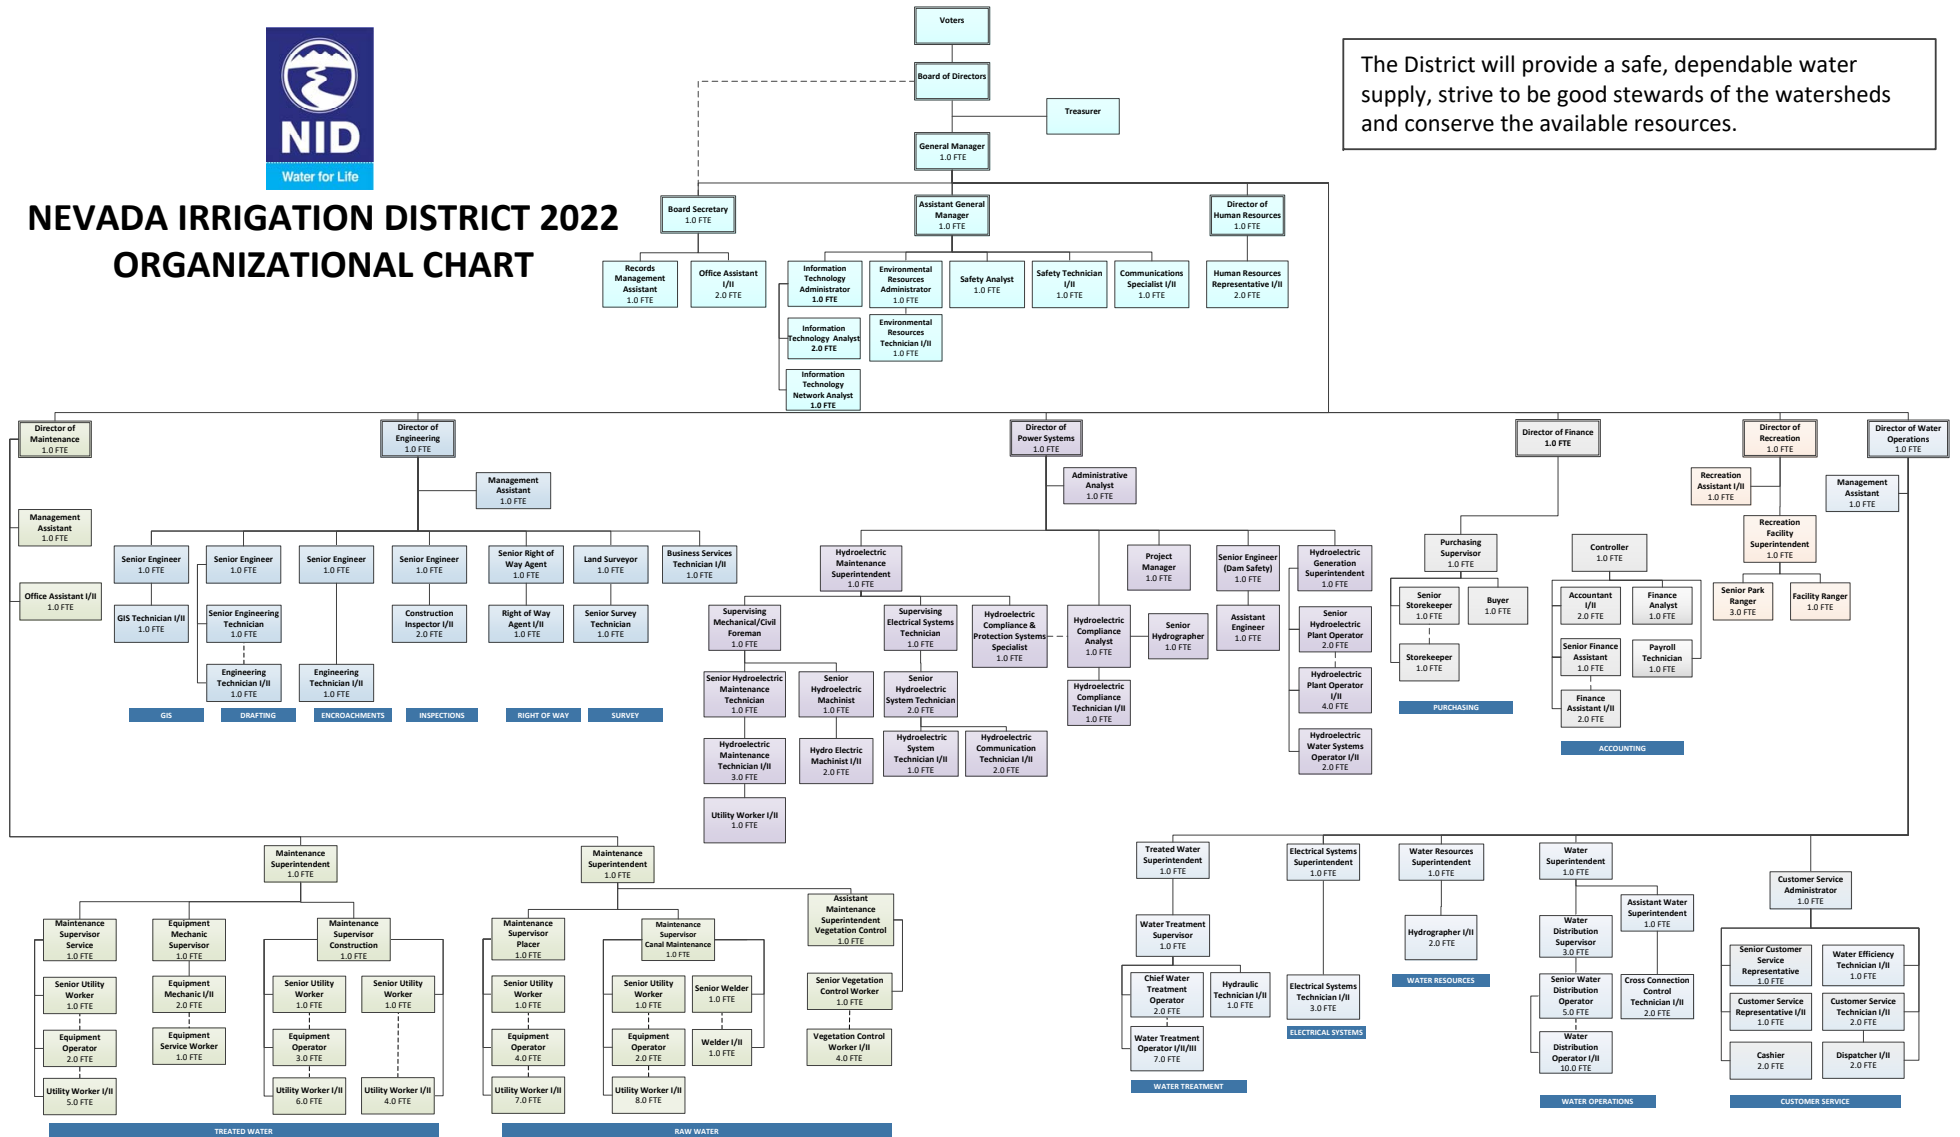 Voters
Board of Directors
Treasurer
General Manager
1.0 FTE
The District will provide a safe, dependable water
supply, strive to be good stewards of the watersheds
and conserve the available resources.
NID
Water for Life
NEVADA IRRIGATION DISTRICT 2022
ORGANIZATIONAL CHART
Board Secretary
1.0 FTE
Assistant General
Manager
1.0 FTE
Director of
Human Resources
1.0 FTE
Records
Management
Assistant
1.0 FTE
Office Assistant
I/II
2.0 FTE
Information
Technology
Administrator
1.0 FTE
Environmental
Resources
Administrator
1.0 FTE
Safety Analyst
1.0 FTE
Safety Technician
I/II
1.0 FTE
Communications
Specialist I/II
1.0 FTE
Human Resources
Representative I/II
2.0 FTE
Information
Technology Analyst
2.0 FTE
Environmental
Resources
Technician I/II
1.0 FTE
Information
Technology
Network Analyst
1.0 FTE
Director of
Maintenance
1.0 FTE
Director of
Engineering
1.0 FTE
Director of
Power Systems
1.0 FTE
Director of Finance
1.0 FTE
Director of
Recreation
1.0 FTE
Director of Water
Operations
1.0 FTE
Management
Assistant
1.0 FTE
Office Assistant I/II
1.0 FTE
Management
Assistant
1.0 FTE
Senior Engineer
1.0 FTE
Senior Engineer
1.0 FTE
Senior Engineer
1.0 FTE
Senior Engineer
1.0 FTE
Senior Right of
Way Agent
1.0 FTE
Land Surveyor
1.0 FTE
Business Services
Technician I/II
1.0 FTE
GIS Technician I/II
1.0 FTE
Senior Engineering
Technician
1.0 FTE
Construction
Inspector I/II
2.0 FTE
Right of Way
Agent I/II
1.0 FTE
Senior Survey
Technician
1.0 FTE
Engineering
Technician I/II
1.0 FTE
Engineering
Technician I/II
1.0 FTE
GIS
DRAFTING
ENCROACHMENTS
INSPECTIONS
RIGHT OF WAY
SURVEY
Administrative
Analyst
1.0 FTE
Hydroelectric
Maintenance
Superintendent
1.0 FTE
Project
Manager
1.0 FTE
Senior Engineer
(Dam Safety)
1.0 FTE
Hydroelectric
Generation
Superintendent
1.0 FTE
Supervising
Mechanical/Civil
Foreman
1.0 FTE
Supervising
Electrical Systems
Technician
1.0 FTE
Hydroelectric
Compliance &
Protection Systems
Specialist
1.0 FTE
Hydroelectric
Compliance
Analyst
1.0 FTE
Senior
Hydrographer
1.0 FTE
Assistant
Engineer
1.0 FTE
Senior
Hydroelectric
Plant Operator
2.0 FTE
Senior Hydroelectric
Maintenance
Technician
1.0 FTE
Senior
Hydroelectric
Machinist
1.0 FTE
Senior
Hydroelectric
System Technician
2.0 FTE
Hydroelectric
Compliance
Technician I/II
1.0 FTE
Hydroelectric
Plant Operator
I/II
4.0 FTE
Hydroelectric
Maintenance
Technician I/II
3.0 FTE
Hydro Electric
Machinist I/II
2.0 FTE
Hydroelectric
System
Technician I/II
1.0 FTE
Hydroelectric
Communication
Technician I/II
2.0 FTE
Hydroelectric
Water Systems
Operator I/II
2.0 FTE
Utility Worker I/II
1.0 FTE
Purchasing
Supervisor
1.0 FTE
Controller
1.0 FTE
Senior
Storekeeper
1.0 FTE
Buyer
1.0 FTE
Storekeeper
1.0 FTE
PURCHASING
Accountant
I/II
2.0 FTE
Finance
Analyst
1.0 FTE
Senior Finance
Assistant
1.0 FTE
Payroll
Technician
1.0 FTE
Finance
Assistant I/II
2.0 FTE
ACCOUNTING
Recreation
Assistant I/II
1.0 FTE
Recreation
Facility
Superintendent
1.0 FTE
Senior Park
Ranger
3.0 FTE
Facility Ranger
1.0 FTE
Management
Assistant
1.0 FTE
Maintenance
Superintendent
1.0 FTE
Maintenance
Superintendent
1.0 FTE
Maintenance
Supervisor
Service
1.0 FTE
Equipment
Mechanic
Supervisor
1.0 FTE
Maintenance
Supervisor
Construction
1.0 FTE
Senior Utility
Worker
1.0 FTE
Equipment
Mechanic I/II
2.0 FTE
Senior Utility
Worker
1.0 FTE
Senior Utility
Worker
1.0 FTE
Equipment
Operator
2.0 FTE
Equipment
Service Worker
1.0 FTE
Equipment
Operator
3.0 FTE
Utility Worker I/II
5.0 FTE
Utility Worker I/II
6.0 FTE
Utility Worker I/II
4.0 FTE
TREATED WATER
Maintenance
Supervisor
Placer
1.0 FTE
Maintenance
Supervisor
Canal Maintenance
1.0 FTE
Assistant
Maintenance
Superintendent
Vegetation Control
1.0 FTE
Senior Utility
Worker
1.0 FTE
Senior Utility
Worker
1.0 FTE
Senior Welder
1.0 FTE
Senior Vegetation
Control Worker
1.0 FTE
Equipment
Operator
4.0 FTE
Equipment
Operator
2.0 FTE
Welder I/II
1.0 FTE
Vegetation Control
Worker I/II
4.0 FTE
Utility Worker I/II
7.0 FTE
Utility Worker I/II
8.0 FTE
RAW WATER
Treated Water
Superintendent
1.0 FTE
Electrical Systems
Superintendent
1.0 FTE
Water Resources
Superintendent
1.0 FTE
Water
Superintendent
1.0 FTE
Customer Service
Administrator
1.0 FTE
Water Treatment
Supervisor
1.0 FTE
Hydrographer I/II
2.0 FTE
Water
Distribution
Supervisor
3.0 FTE
Assistant Water
Superintendent
1.0 FTE
Chief Water
Treatment
Operator
2.0 FTE
Hydraulic
Technician I/II
1.0 FTE
Electrical Systems
Technician I/II
3.0 FTE
WATER RESOURCES
Senior Water
Distribution
Operator
5.0 FTE
Cross Connection
Control
Technician I/II
2.0 FTE
Water Treatment
Operator I/II/III
7.0 FTE
ELECTRICAL SYSTEMS
Water
Distribution
Operator I/II
10.0 FTE
WATER TREATMENT
WATER OPERATIONS
Senior Customer
Service
Representative
1.0 FTE
Water Efficiency
Technician I/II
1.0 FTE
Customer Service
Representative I/II
1.0 FTE
Customer Service
Technician I/II
2.0 FTE
Cashier
2.0 FTE
Dispatcher I/II
2.0 FTE
CUSTOMER SERVICE